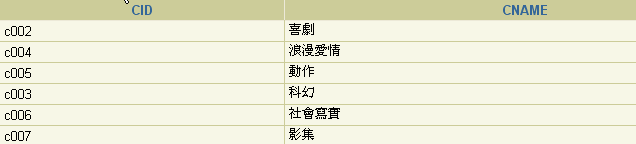 CID CNAME
c002 喜劇
c004 浪漫愛情
c005 動作
c003 科幻
c006 社會寫實
c007 影集